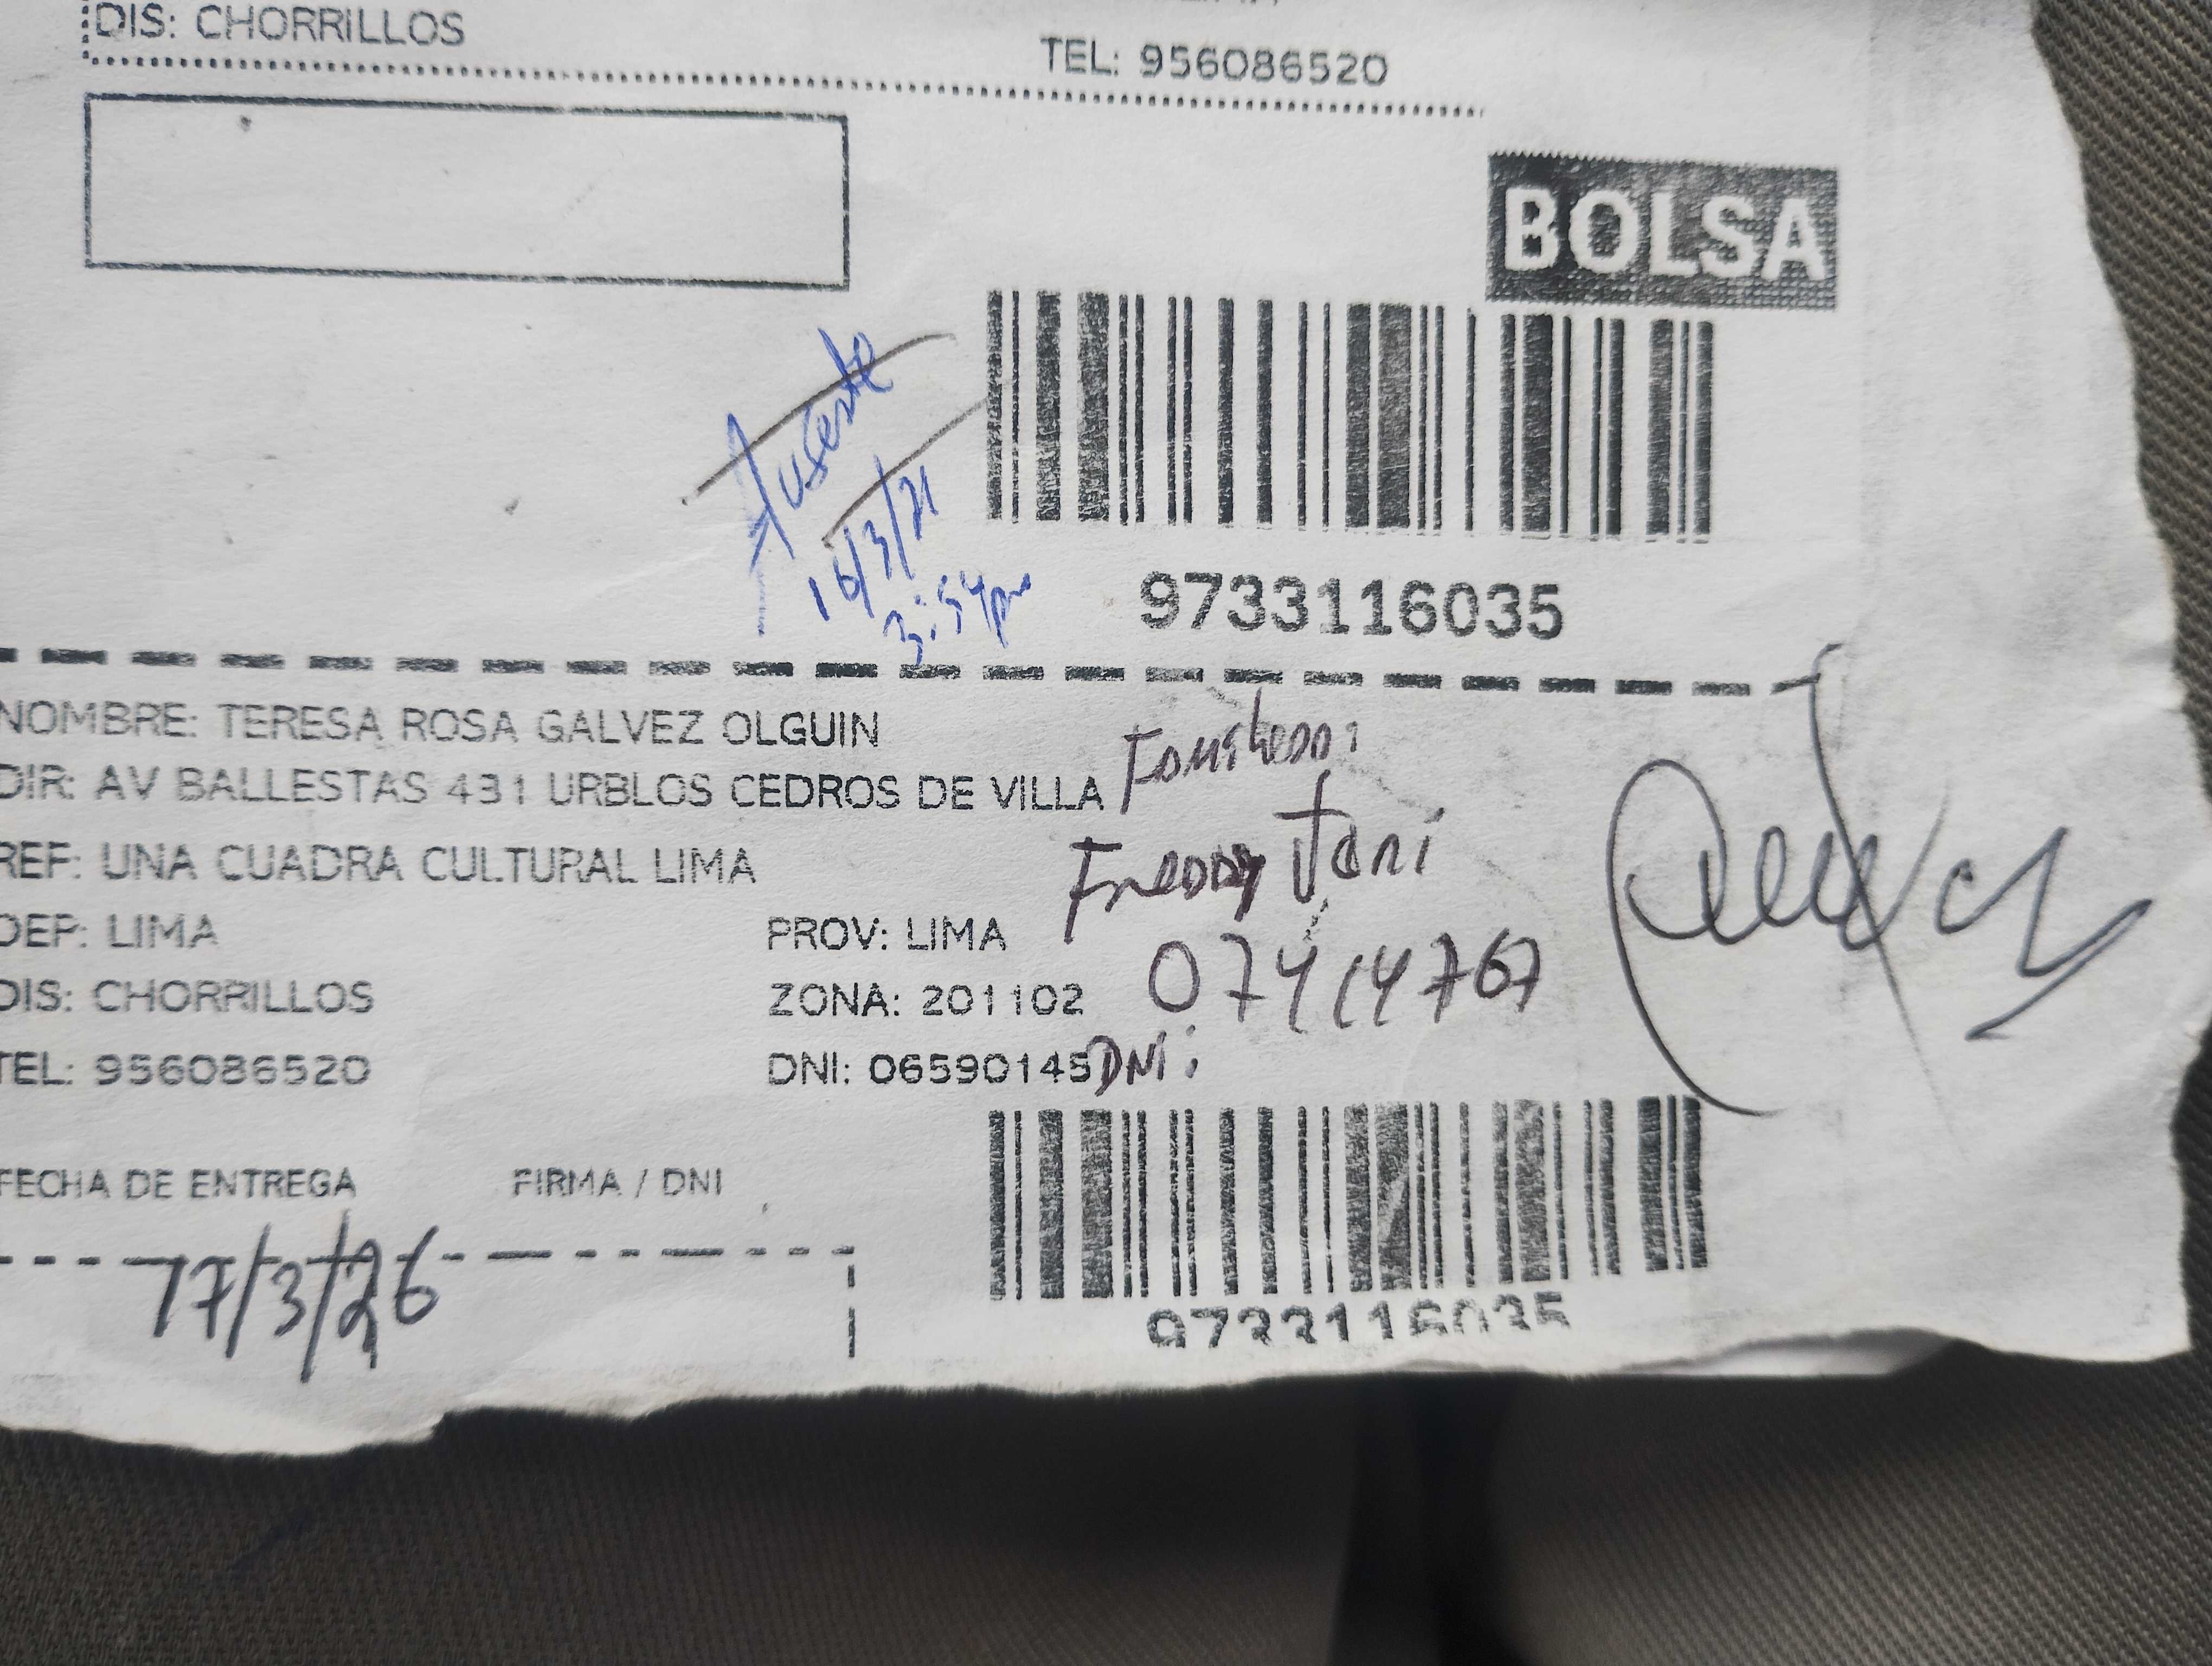 DIS: CHORRILLOS
TEL: 956086520
BOLSA
Ausente
16/3/21
3:54pm
9733116035
NOMBRE: TERESA ROSA GALVEZ OLGUIN
DIR: AV BALLESTAS 431 URBLOS CEDROS DE VILLA
REF: UNA CUADRA CULTURAL LIMA
Freddy
DEP: LIMA
PROV: LIMA
DIS: CHORRILLOS
ZONA: 201102
07414767
TEL: 956086520
DNI: 06590145
DNI:
FECHA DE ENTREGA
FIRMA / DNI
17/3/26
9733116035